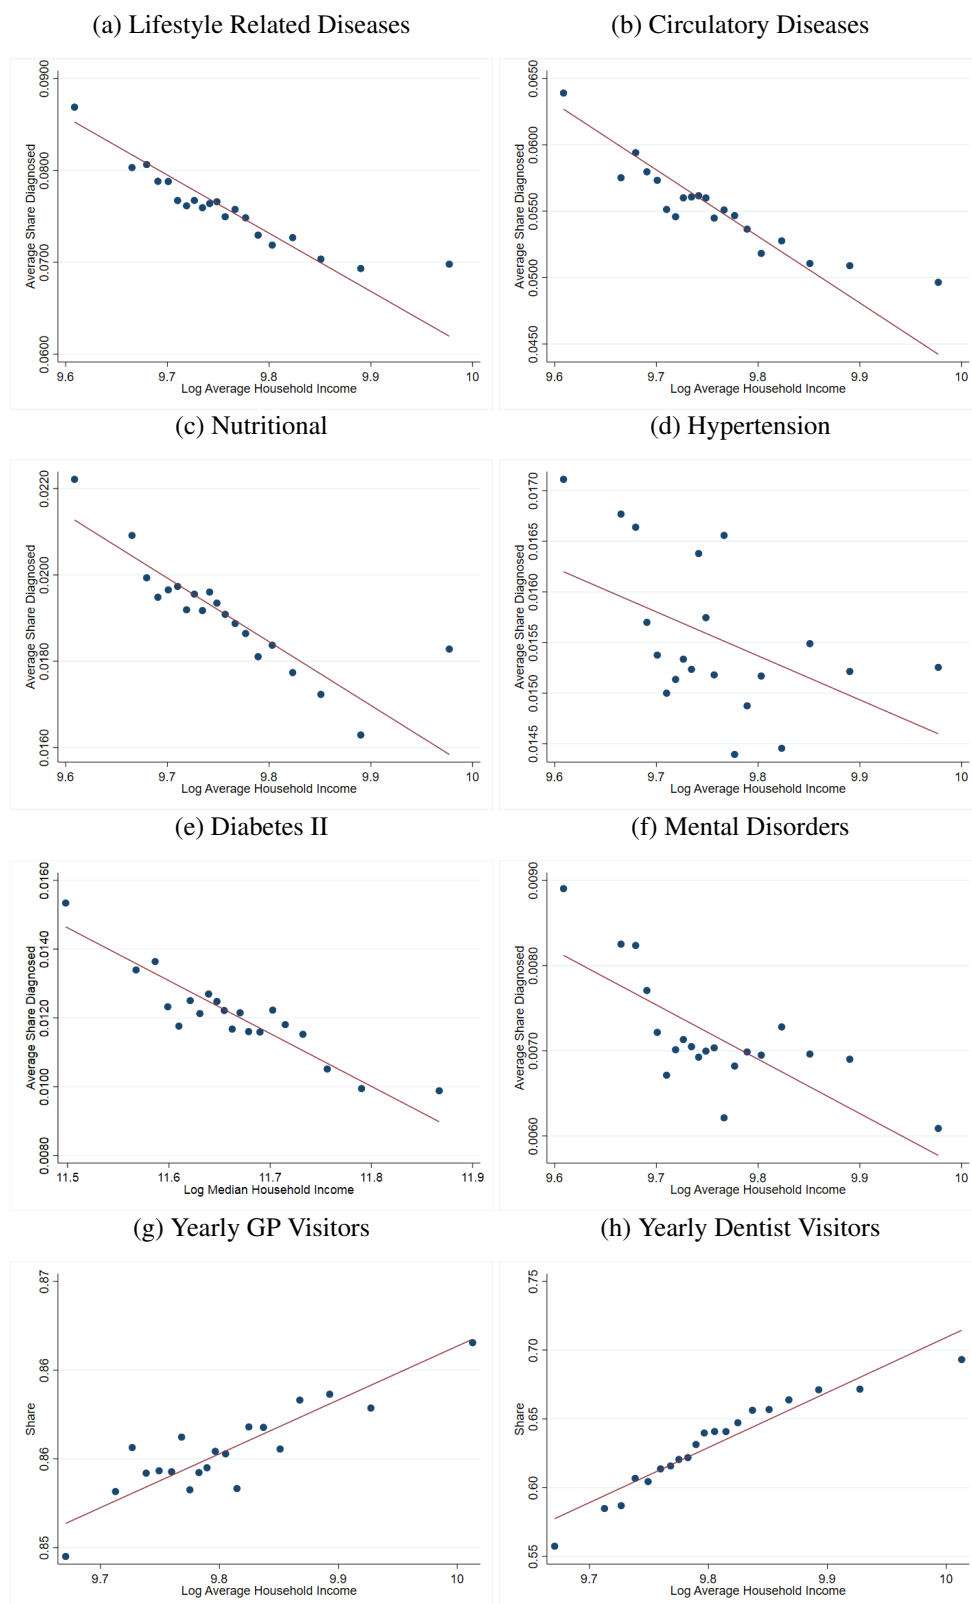 (a) Lifestyle Related Diseases
Average Share Diagnosed
0.0900
0.0800
0.0700
0.0600
9.6 9.7 9.8 9.9 10
Log Average Household Income
(b) Circulatory Diseases
Average Share Diagnosed
0.0650
0.0600
0.0550
0.0500
0.0450
9.6 9.7 9.8 9.9 10
Log Average Household Income
(c) Nutritional
Average Share Diagnosed
0.0220
0.0200
0.0180
0.0160
9.6 9.7 9.8 9.9 10
Log Average Household Income
(d) Hypertension
Average Share Diagnosed
0.0170
0.0165
0.0160
0.0155
0.0150
0.0145
9.6 9.7 9.8 9.9 10
Log Average Household Income
(e) Diabetes II
Average Share Diagnosed
0.0160
0.0140
0.0120
0.0100
0.0080
11.5 11.6 11.7 11.8 11.9
Log Median Household Income
(f) Mental Disorders
Average Share Diagnosed
0.0090
0.0080
0.0070
0.0060
9.6 9.7 9.8 9.9 10
Log Average Household Income
(g) Yearly GP Visitors
Share
0.87
0.86
0.86
0.85
9.7 9.8 9.9 10
Log Average Household Income
(h) Yearly Dentist Visitors
Share
0.75
0.70
0.65
0.60
0.55
9.7 9.8 9.9 10
Log Average Household Income